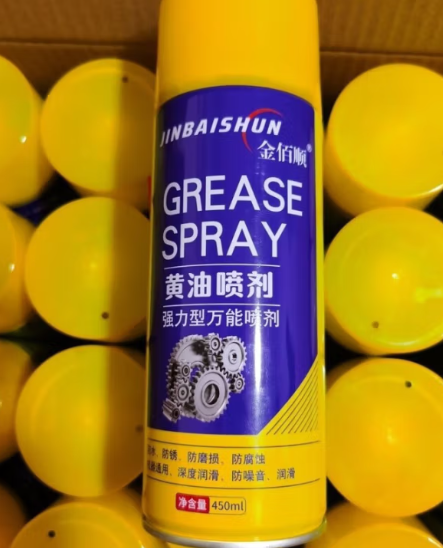 JINBAISHUN
金佰顺®
GREASE
SPRAY
黄油喷剂
强力型万能喷剂
防锈、防磨损、防腐蚀
通用、深度润滑、防噪音、润滑
净含量 450ml